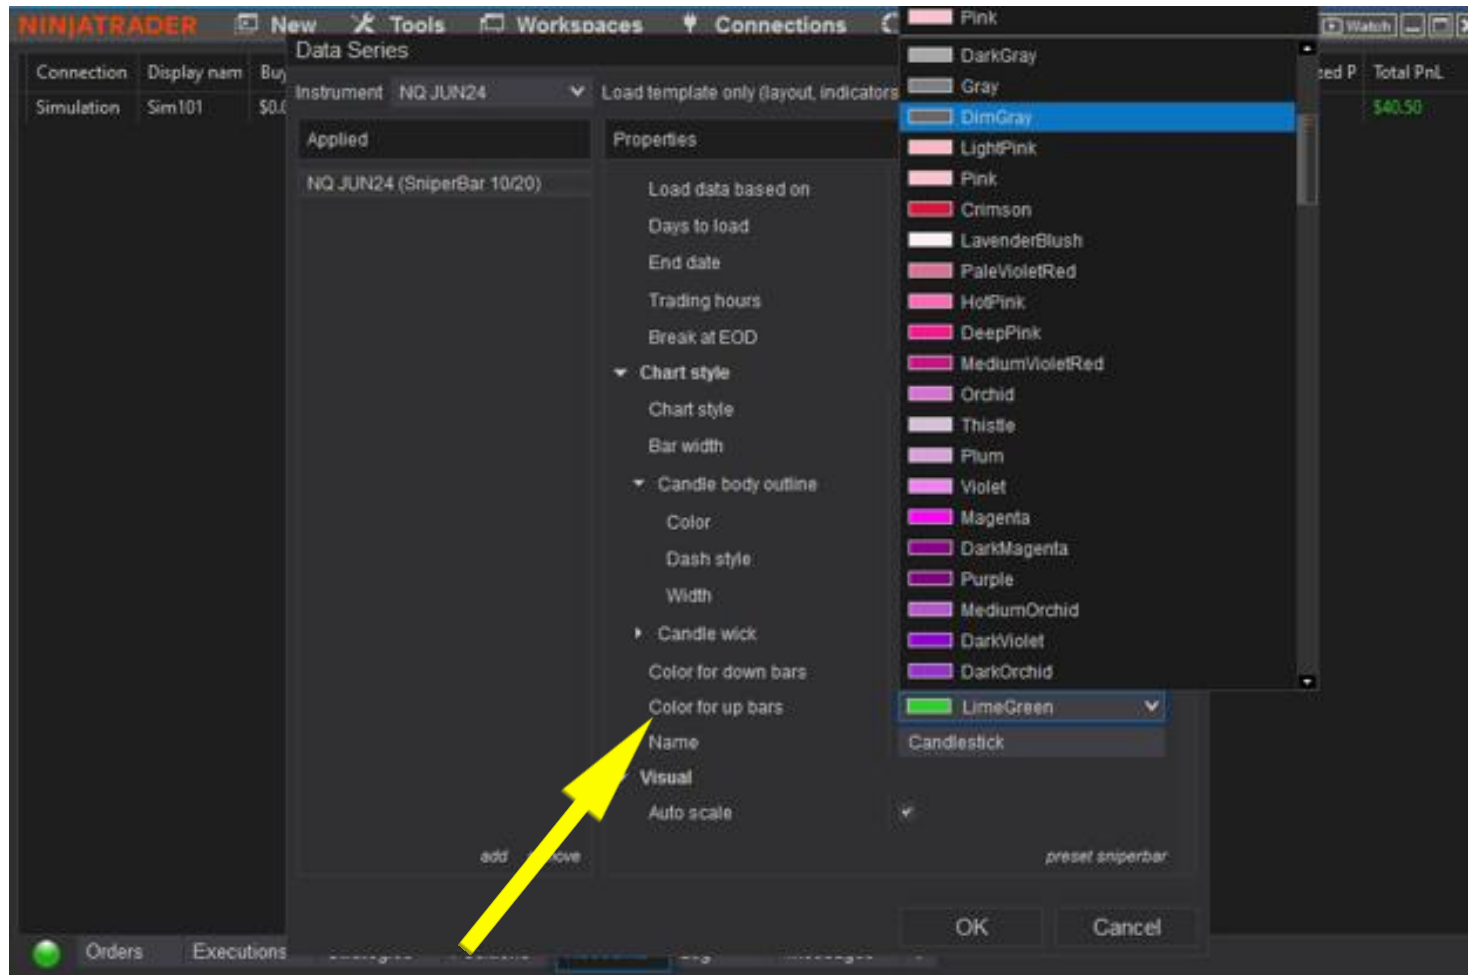 NINJATRADER New Tools Workspaces Connections Watch
Data Series
Connection Display nam Buy
Simulation Sim101
Total PnL
$40.50
Instrument NQ JUN24 Load template only (layout, indicators
Applied
NQ JUN24 (SniperBar 10/20)
add
Properties
Load data based on
Days to load
End date
Trading hours
Break at EOD
Chart style
Chart style
Bar width
Candle body outline
Color
Dash style
Width
Candle wick
Color for down bars
Color for up bars LimeGreen
Name Candlestick
Visual
Auto scale
preset sniperbar
Pink
DarkGray
Gray
DimGray
LightPink
Pink
Crimson
LavenderBlush
PaleVioletRed
HotPink
DeepPink
MediumVioletRed
Orchid
Thistle
Plum
Violet
Magenta
DarkMagenta
Purple
MediumOrchid
DarkViolet
DarkOrchid
OK Cancel
Orders Executions